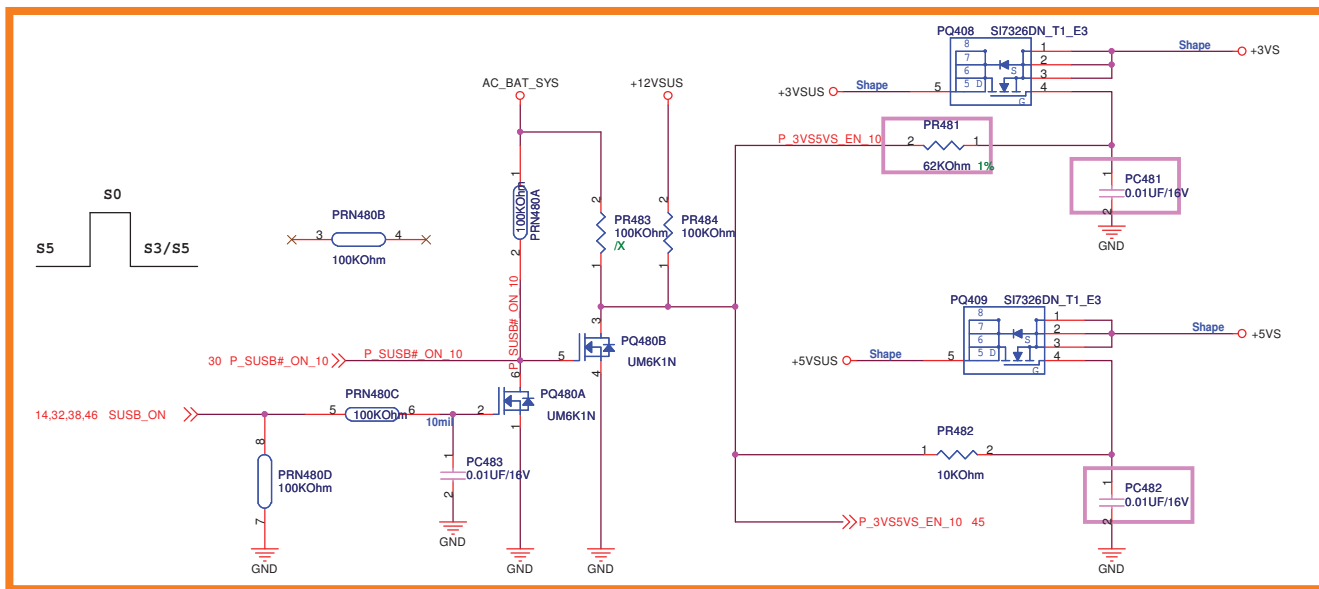 PQ408 SI7326DN_T1_E3
8
7
6
5 D
S
G
1
2
3
4
5
Shape
+3VS
+3VSUS
Shape
AC_BAT_SYS
+12VSUS
P_3VS5VS_EN_10
PR481
2
1
62KOhm 1%
PC481
0.01UF/16V
1
2
GND
S0
S5
S3/S5
PRN480B
3
4
100KOhm
1
100KOhm
PRN480A
2
2
PR483
100KOhm
/X
1
2
PR484
100KOhm
1
P_SUSB#_ON_10
PQ409 SI7326DN_T1_E3
8
7
6
5 D
S
G
1
2
3
4
5
Shape
+5VS
+5VSUS
Shape
30 P_SUSB#_ON_10
P_SUSB#_ON_10
5
3
4
PQ480B
UM6K1N
6
2
1
PQ480A
UM6K1N
14,32,38,46 SUSB_ON
PRN480C
5
6
100KOhm
10mil
8
PRN480D
100KOhm
7
GND
1
PC483
0.01UF/16V
2
GND
GND
GND
PR482
1
2
10KOhm
1
PC482
0.01UF/16V
2
GND
P_3VS5VS_EN_10 45